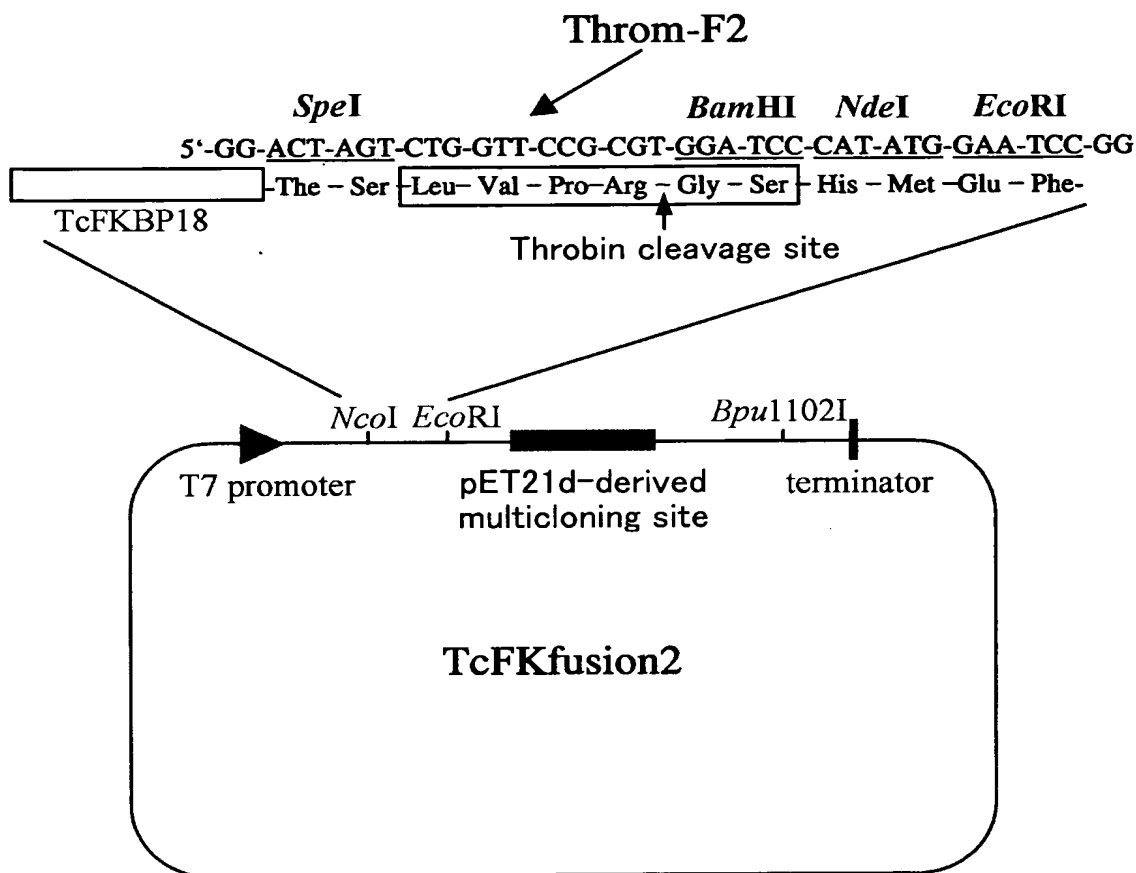 Throm-F2
SpeI BamHI NdeI EcoRI
5‘-GG-ACT-AGT-CTG-GTT-CCG-CGT-GGA-TCC-CAT-ATG-GAA-TCC-GG
-The – Ser -Leu– Val – Pro–Arg –Gly – Ser –His – Met –Glu – Phe-
TcFKBP18
Throbin cleavage site
NcoI EcoRI Bpu1102I
T7 promoter
pET21d-derived
multicloning site
terminator
TcFKfusion2